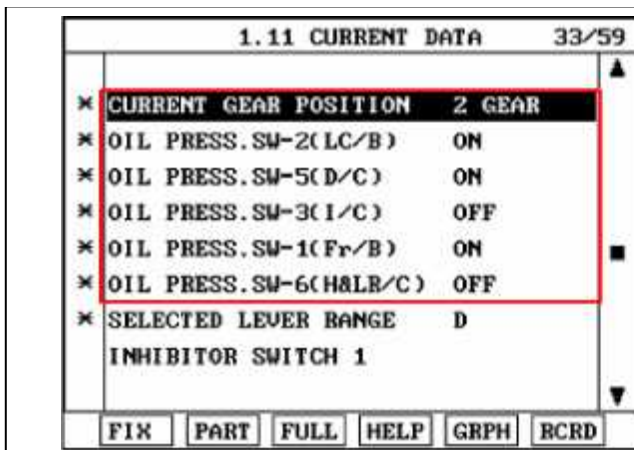 1.11 CURRENT DATA 33/59
* CURRENT GEAR POSITION 2 GEAR
* OIL PRESS.SW-2(LC/B) ON
* OIL PRESS.SW-5(D/C) ON
* OIL PRESS.SW-3(I/C) OFF
* OIL PRESS.SW-1(Fr/B) ON
* OIL PRESS.SW-6(H&LR/C) OFF
* SELECTED LEVER RANGE D
INHIBITOR SWITCH 1
FIX PART FULL HELP GRPH RCRD